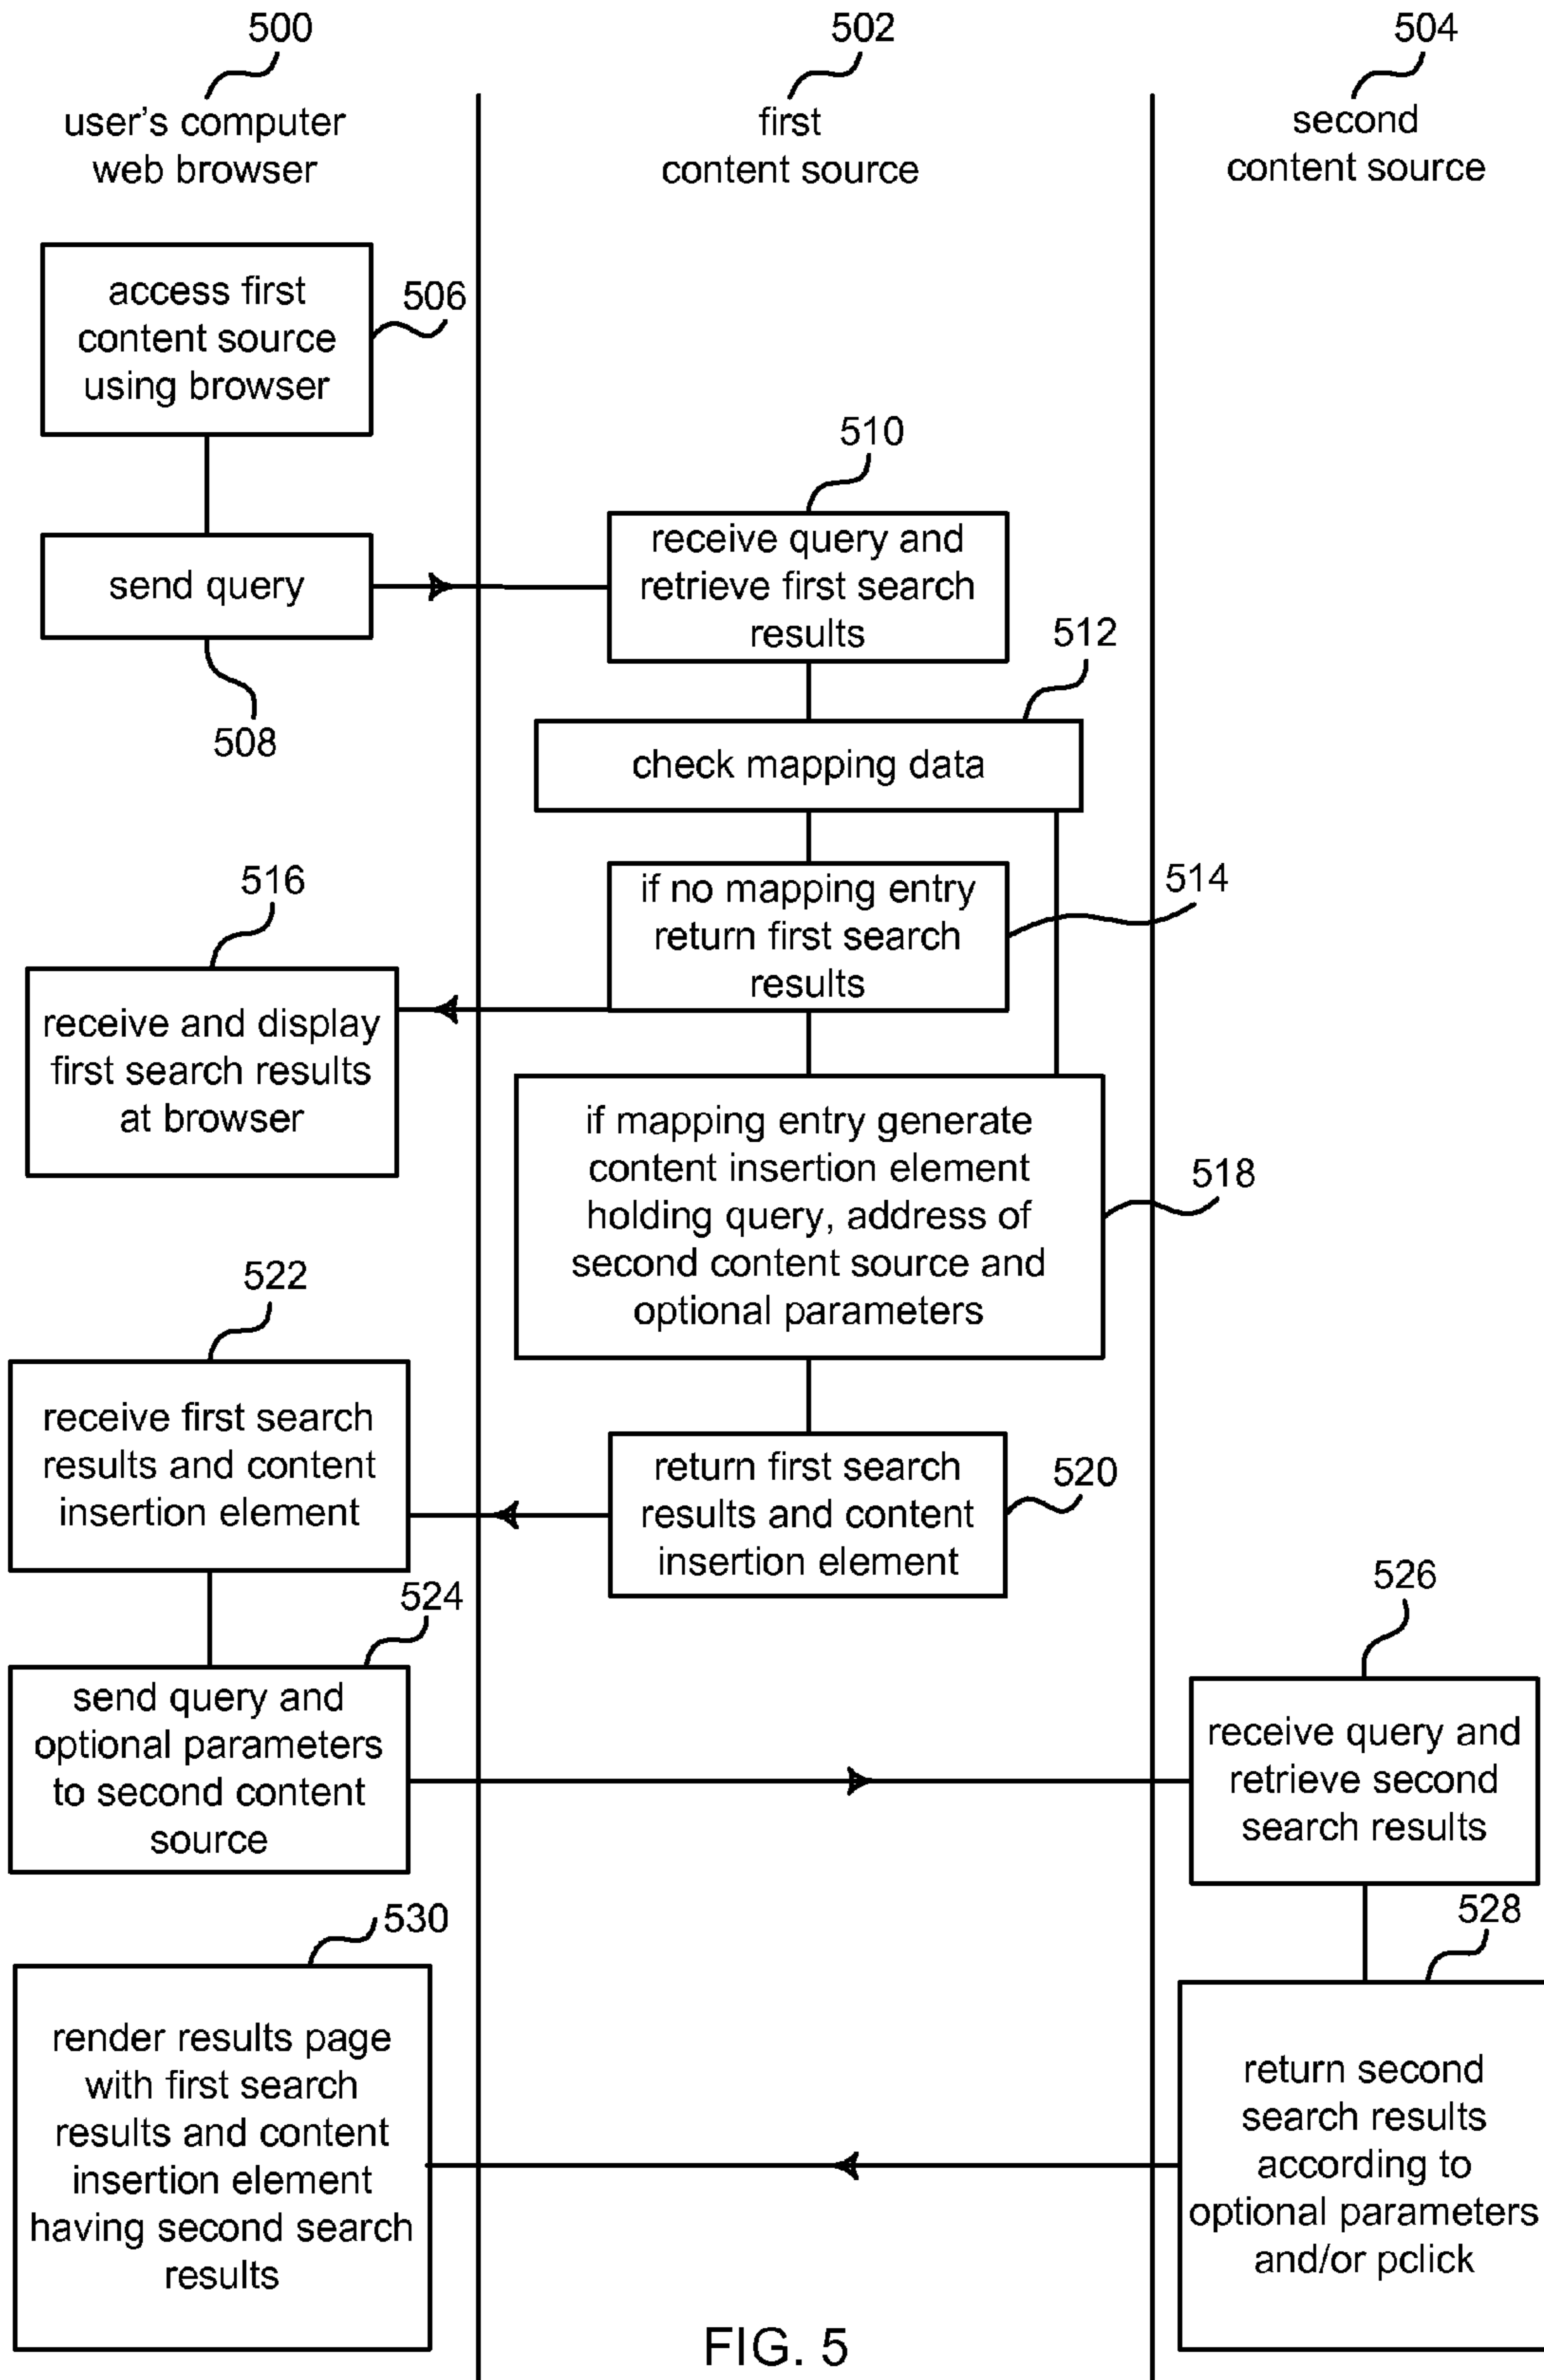 500
502
504
user's computer
web browser
first
content source
second
content source
access first
content source
using browser
506
send query
508
510
receive query and
retrieve first search
results
512
check mapping data
514
if no mapping entry
return first search
results
516
receive and display
first search results
at browser
if mapping entry generate
content insertion element
holding query, address of
second content source and
optional parameters
518
522
receive first search
results and content
insertion element
return first search
results and content
insertion element
520
524
send query and
optional parameters
to second content
source
526
receive query and
retrieve second
search results
528
return second
search results
according to
optional parameters
and/or pclick
530
render results page
with first search
results and content
insertion element
having second search
results
FIG. 5